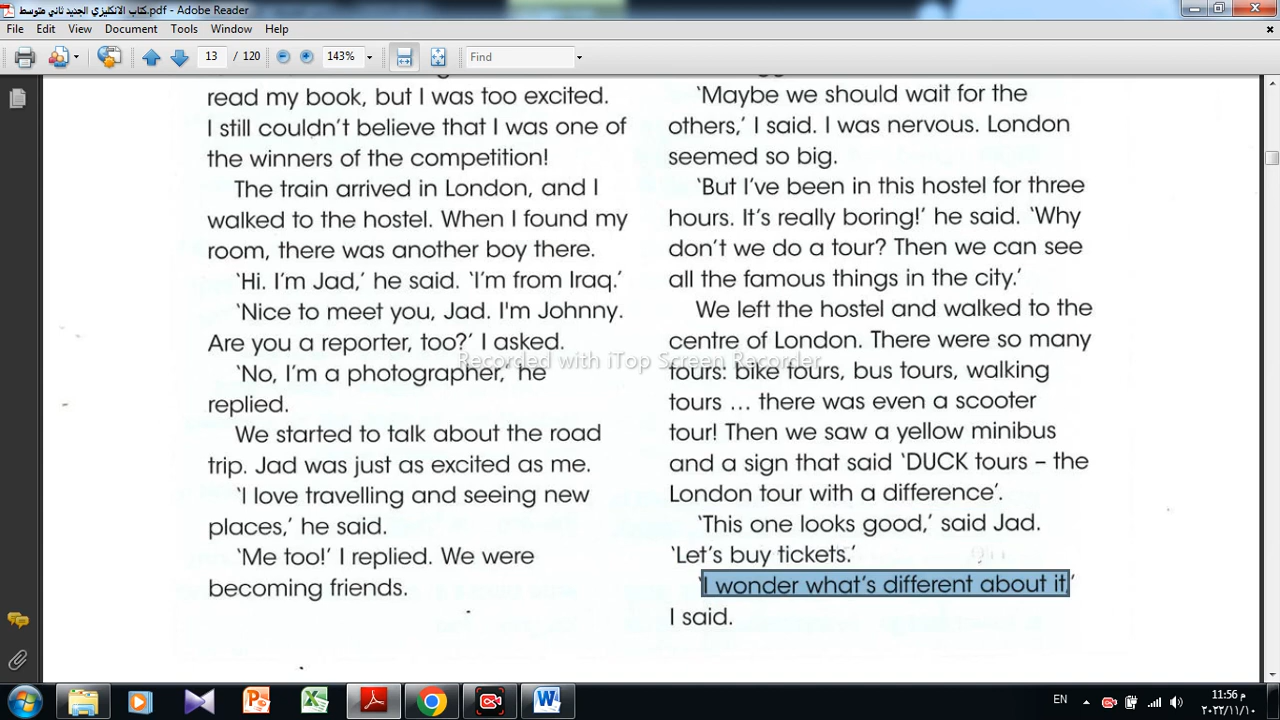 كتاب الانكليزي الجديد ثاني متوسط.pdf - Adobe Reader
File Edit View Document Tools Window Help
13 / 120 143% Find
read my book, but I was too excited.
I still couldn't believe that I was one of
the winners of the competition!
The train arrived in London, and I
walked to the hostel. When I found my
room, there was another boy there.
'Hi. I'm Jad,' he said. 'I'm from Iraq.'
'Nice to meet you, Jad. I'm Johnny.
Are you a reporter, too?' I asked.
'No, I'm a photographer,' he
replied.
We started to talk about the road
trip. Jad was just as excited as me.
'I love travelling and seeing new
places,' he said.
'Me too!' I replied. We were
becoming friends.
'Maybe we should wait for the
others,' I said. I was nervous. London
seemed so big.
'But I've been in this hostel for three
hours. It's really boring!' he said. 'Why
don't we do a tour? Then we can see
all the famous things in the city.'
We left the hostel and walked to the
centre of London. There were so many
tours: bike tours, bus tours, walking
tours … there was even a scooter
tour! Then we saw a yellow minibus
and a sign that said 'DUCK tours – the
London tour with a difference'.
'This one looks good,' said Jad.
'Let's buy tickets.'
'I wonder what's different about it,'
I said.
Recorded with iTop Screen Recorder
EN
11:56 م
٢٠٢٢/١١/١٠